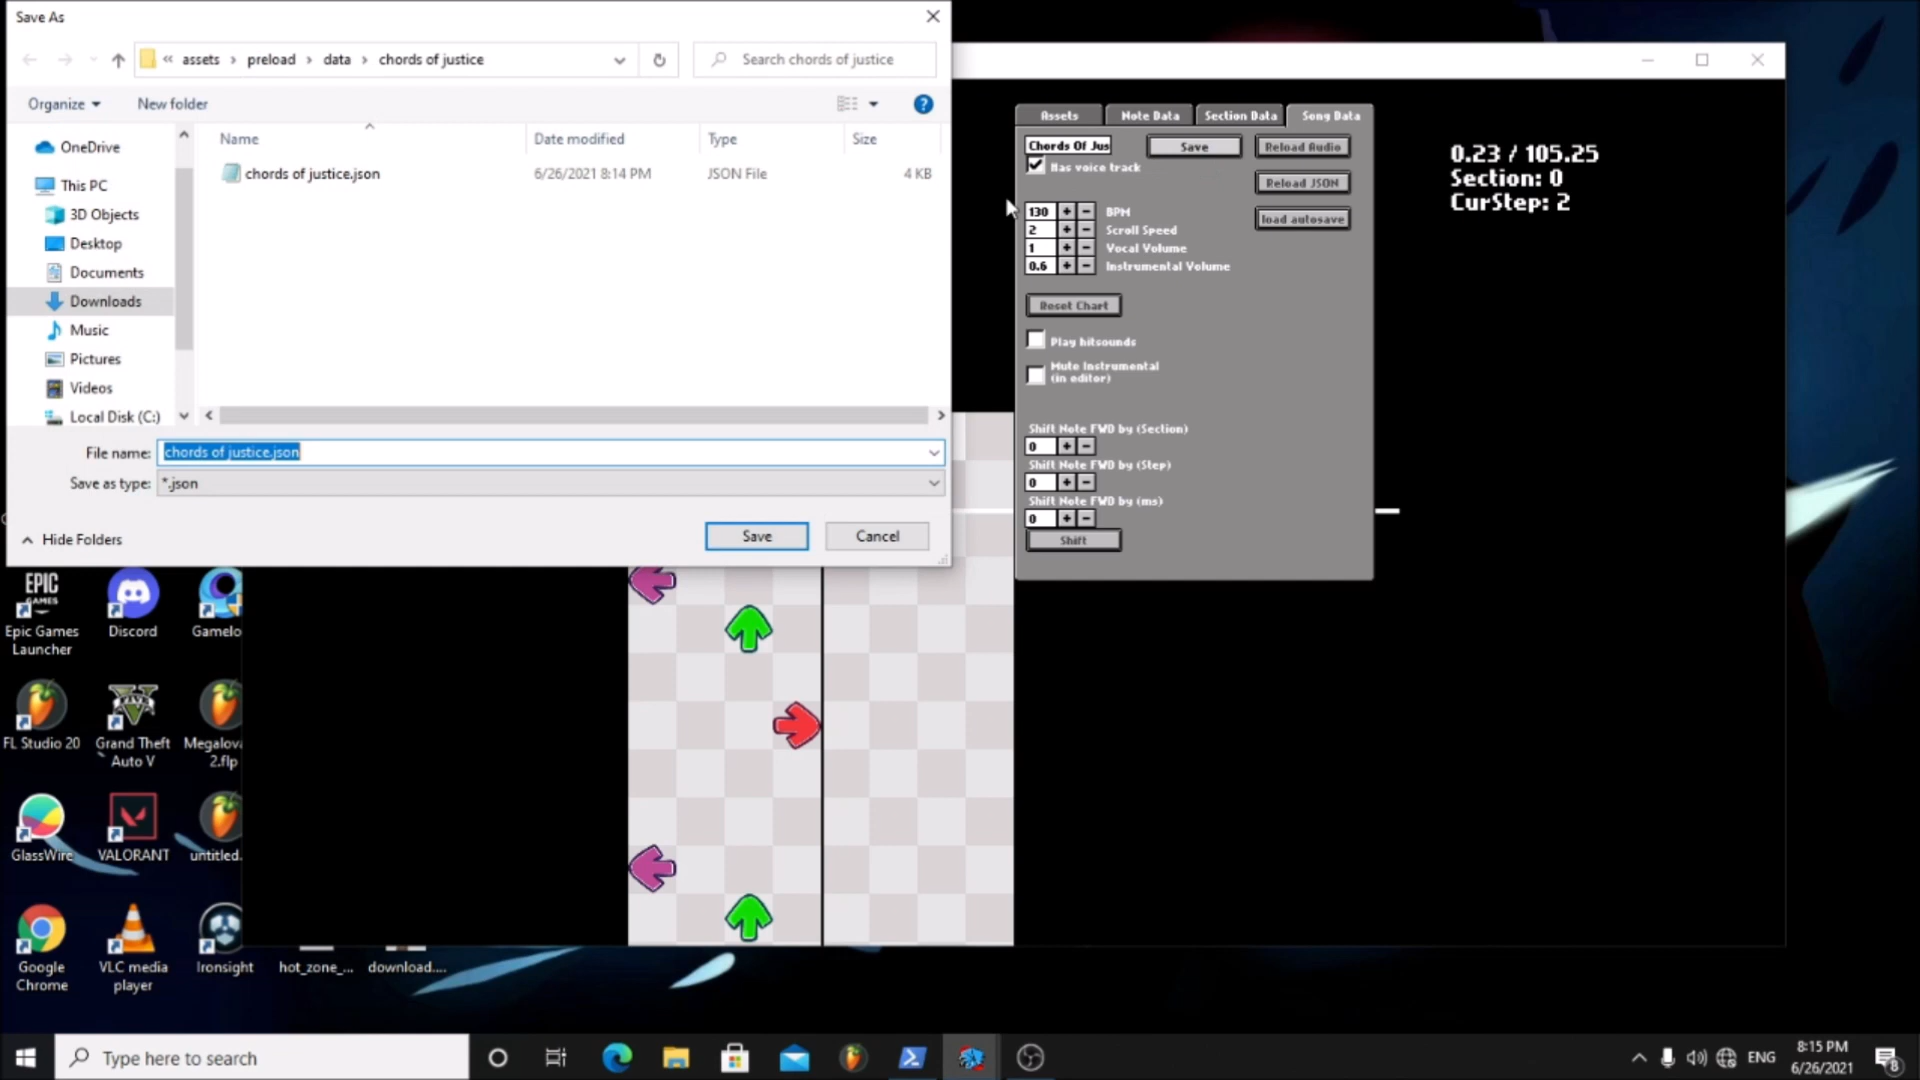 Save As
« assets › preload › data › chords of justice
Search chords of justice
Organize
New folder
Name
Date modified
Type
Size
OneDrive
This PC
3D Objects
Desktop
Documents
Downloads
Music
Pictures
Videos
Local Disk (C:)
chords of justice.json
6/26/2021 8:14 PM
JSON File
4 KB
File name:
chords of justice.json
Save as type:
*.json
Hide Folders
Save
Cancel
Assets
Note Data
Section Data
Song Data
Chords Of Jus
Save
Reload Audio
Has voice track
Reload JSON
load autosave
130 + - BPM
2 + - Scroll Speed
1 + - Vocal Volume
0.6 + - Instrumental Volume
Reset Chart
Play hitsounds
Mute Instrumental
(in editor)
Shift Note FWD by (Section)
0 + -
Shift Note FWD by (Step)
0 + -
Shift Note FWD by (ms)
0 + -
Shift
0.23 / 105.25
Section: 0
CurStep: 2
EPIC
GAMES
Epic Games
Launcher
Discord
Gamelo
FL Studio 20
Grand Theft
Auto V
Megalova
2.flp
GlassWire
VALORANT
untitled.
Google
Chrome
VLC media
player
Ironsight
hot_zone_...
download....
Type here to search
ENG
8:15 PM
6/26/2021
8